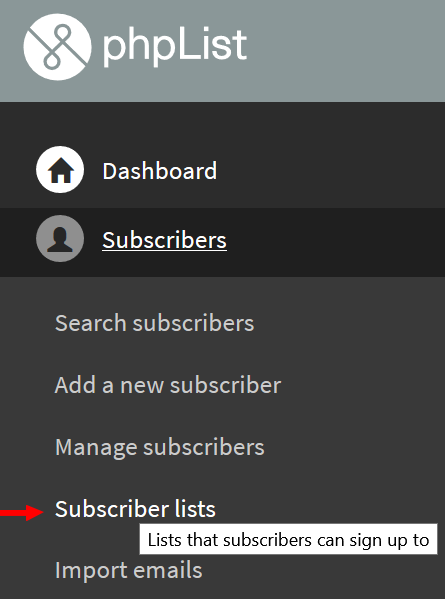 phpList
Dashboard
Subscribers
Search subscribers
Add a new subscriber
Manage subscribers
Subscriber lists
Lists that subscribers can sign up to
Import emails